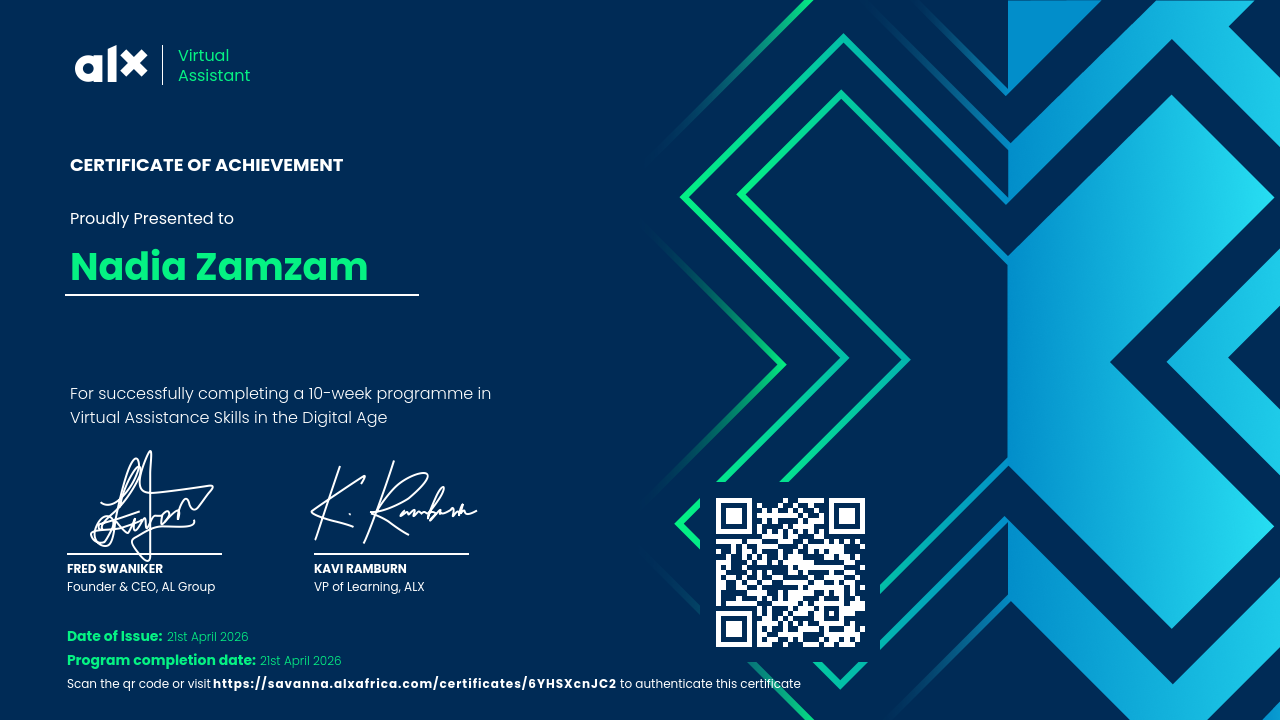 alx
Virtual
Assistant
CERTIFICATE OF ACHIEVEMENT
Proudly Presented to
Nadia Zamzam
For successfully completing a 10-week programme in
Virtual Assistance Skills in the Digital Age
K. Ramburn
FRED SWANIKER
Founder & CEO, AL Group
KAVI RAMBURN
VP of Learning, ALX
Date of Issue: 21st April 2026
Program completion date: 21st April 2026
Scan the qr code or visit https://savanna.alxafrica.com/certificates/6YHSXcnJC2 to authenticate this certificate